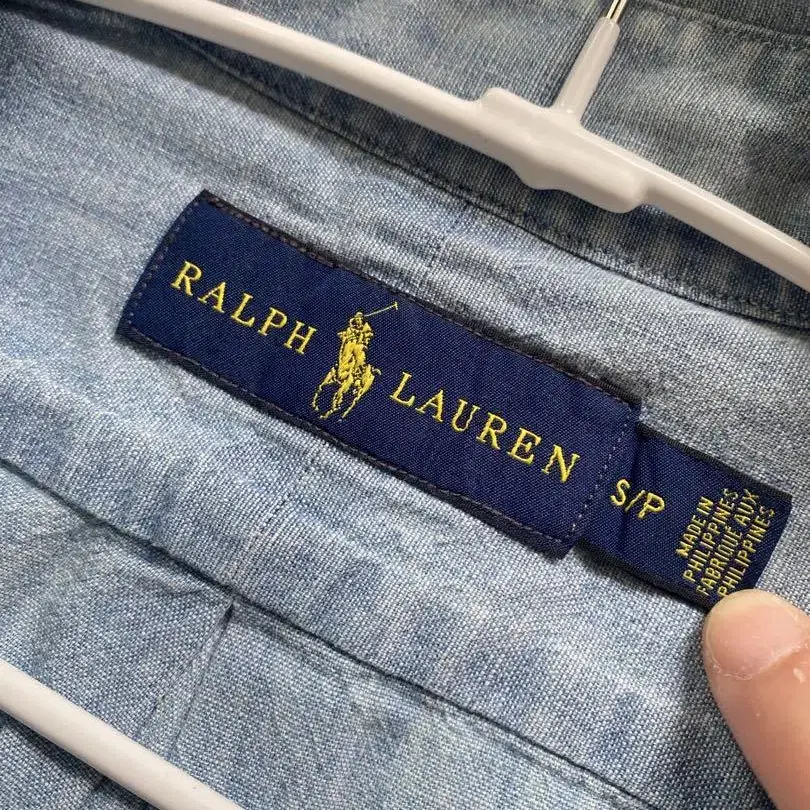 RALPH LAUREN
S/P
MADE IN
PHILIPPINES
FABRIQUE AUX
PHILIPPINES